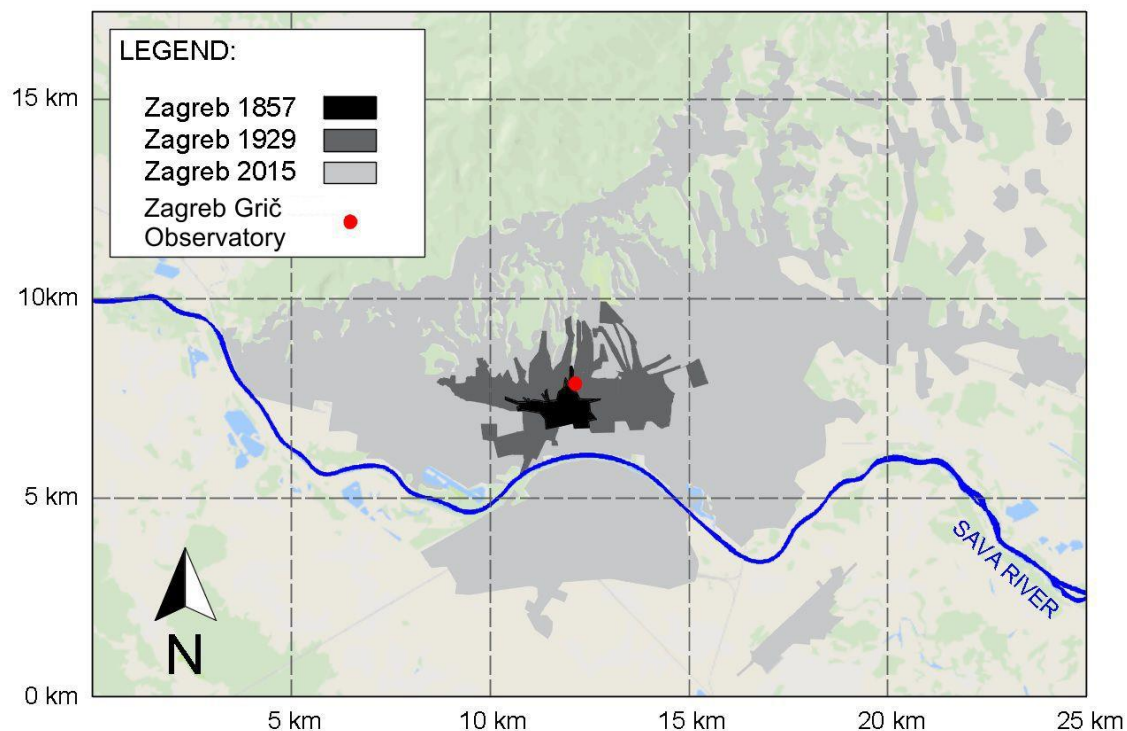 LEGEND:
Zagreb 1857
Zagreb 1929
Zagreb 2015
Zagreb Grič
Observatory
15 km
10km
5 km
0 km
N
SAVA RIVER
5 km
10 km
15 km
20 km
25 km